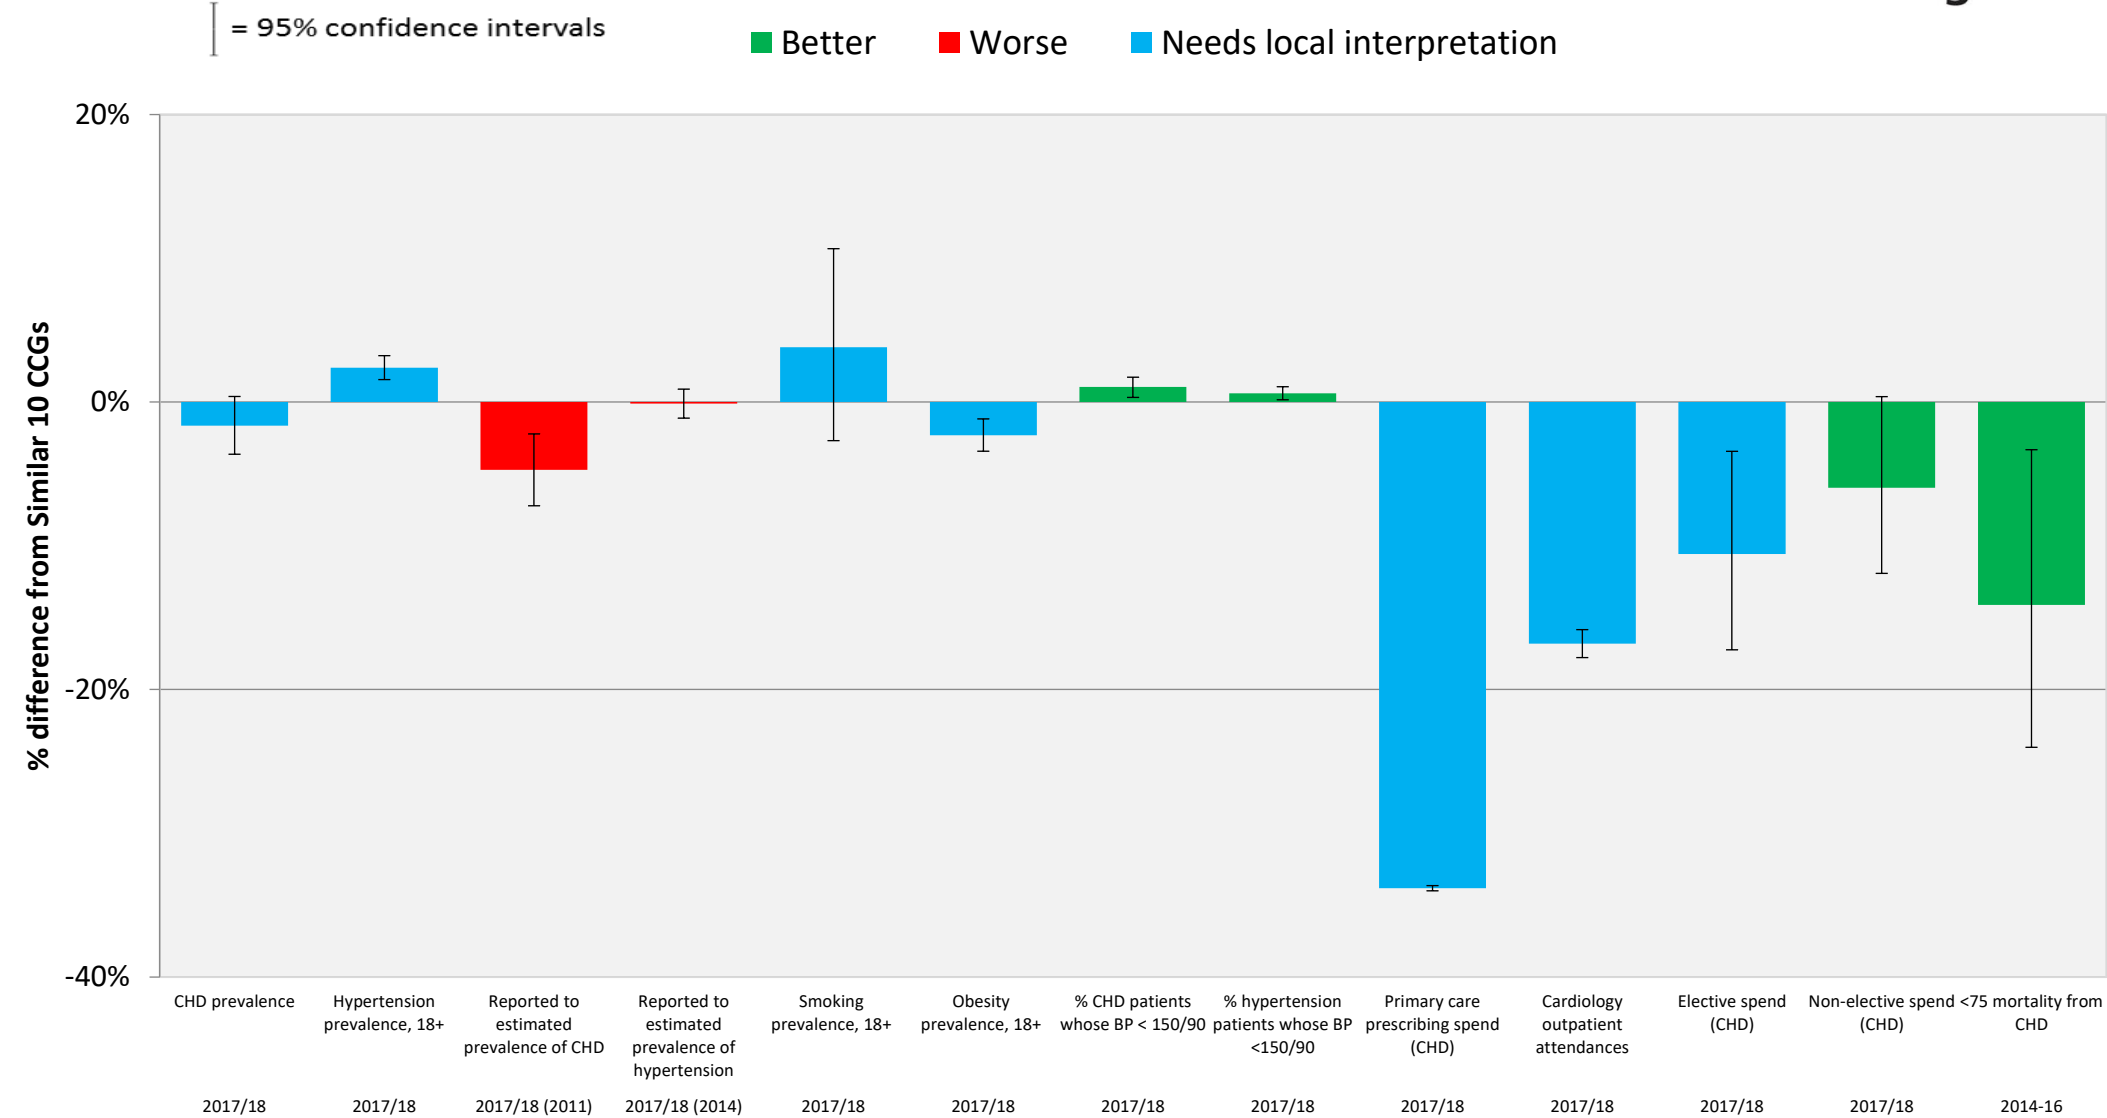 = 95% confidence intervals
Better
Worse
Needs local interpretation
20%
0%
-20%
-40%
% difference from Similar 10 CCGs
CHD prevalence
2017/18
Hypertension
prevalence, 18+
2017/18
Reported to
estimated
prevalence of CHD
2017/18 (2011)
Reported to
estimated
prevalence of
hypertension
2017/18 (2014)
Smoking
prevalence, 18+
2017/18
Obesity
prevalence, 18+
2017/18
% CHD patients
whose BP < 150/90
2017/18
% hypertension
patients whose BP
<150/90
2017/18
Primary care
prescribing spend
(CHD)
2017/18
Cardiology
outpatient
attendances
2017/18
Elective spend
(CHD)
2017/18
Non-elective spend
(CHD)
2017/18
<75 mortality from
CHD
2014-16